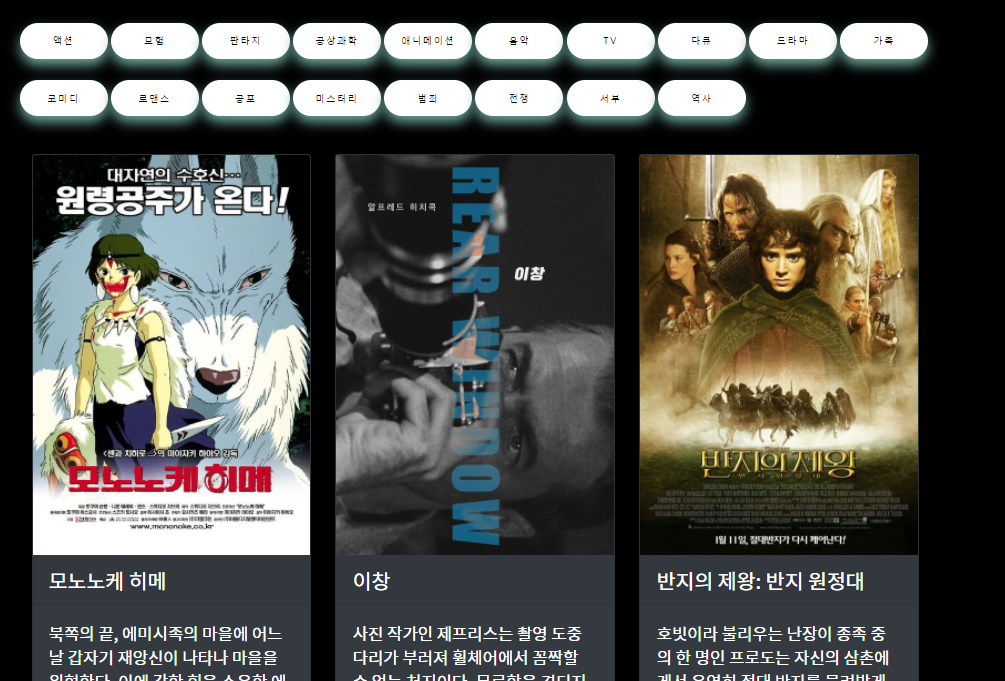 액션 모험 판타지 공상과학 애니메이션 음악 TV 다큐 드라마 가족
코미디 로맨스 공포 미스터리 범죄 전쟁 서부 역사
대자연의 수호신…
원령공주가 온다!
<센과 치히로...>의 미야자키 하야오 감독
모노노케 히메
www.mononoke.co.kr
알프레드 히치콕
이창
REAR WINDOW
반지의 제왕
반지원정대
1월 11일, 절대반지가 다시 깨어난다!
모노노케 히메
북쪽의 끝, 에미시족의 마을에 어느
날 갑자기 재앙신이 나타나 마을을
이창
사진 작가인 제프리스는 촬영 도중
다리가 부러져 휠체어에서 꼼짝할
반지의 제왕: 반지 원정대
호빗이라 불리우는 난장이 종족 중
의 한 명인 프로도는 자신의 삼촌에